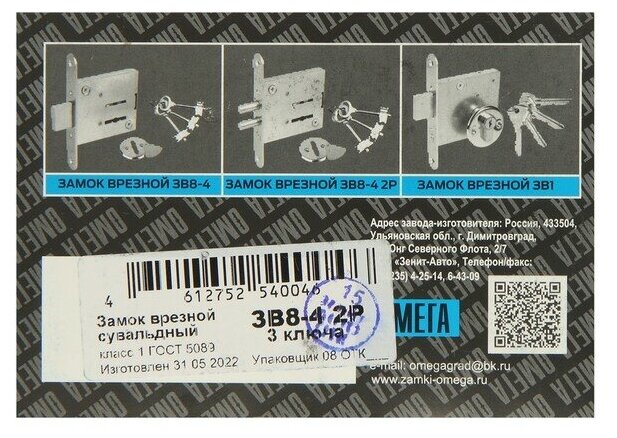 ЗАМОК ВРЕЗНОЙ ЗВ8-4
ЗАМОК ВРЕЗНОЙ ЗВ8-4 2Р
ЗАМОК ВРЕЗНОЙ ЗВ1
Адрес завода-изготовителя: Россия, 433504,
Ульяновская обл., г. Димитровград,
Северного Флота, 2/7
«Зенит-Авто», Телефон/факс:
235) 4-25-14, 6-43-09
4 612752 540046
Замок врезной
сувальдный
ЗВ8-4 2Р
3 ключа
класс 1 ГОСТ 5089
Изготовлен 31 05 2022
Упаковщик 08 ОТК
15
ОМЕГА
e-mail: omegagrad@bk.ru
www.zamki-omega.ru